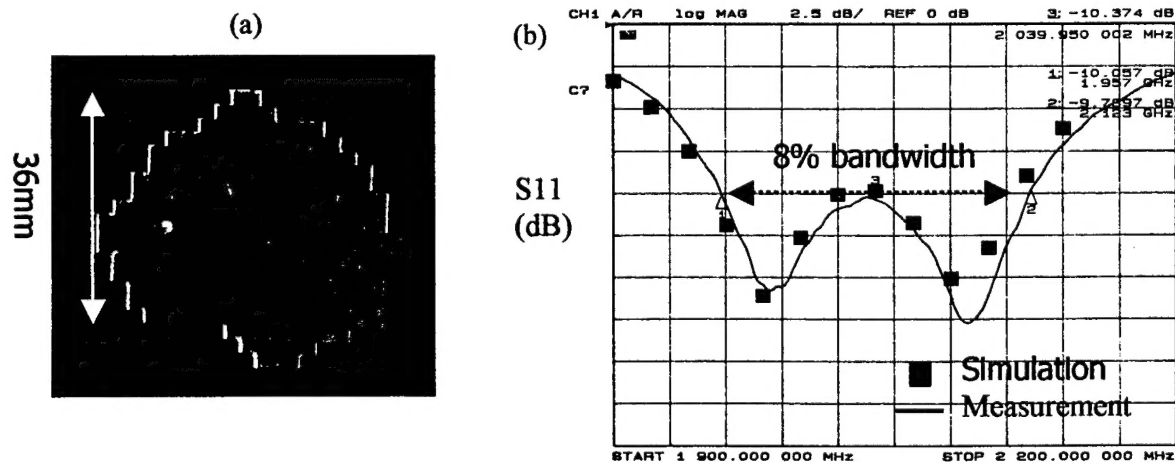 (a)
36mm
(b)
CH1 A/R log MAG 2.5 dB/ REF 0 dB 3: -10.374 dB
2 039.950 002 MHz
C?
1: -10.057 dB
1.957 GHz
2: -9.7897 dB
2.123 GHz
8% bandwidth
S11
(dB)
1
3
2
Simulation
Measurement
START 1 900.000 000 MHz STOP 2 200.000 000 MHz